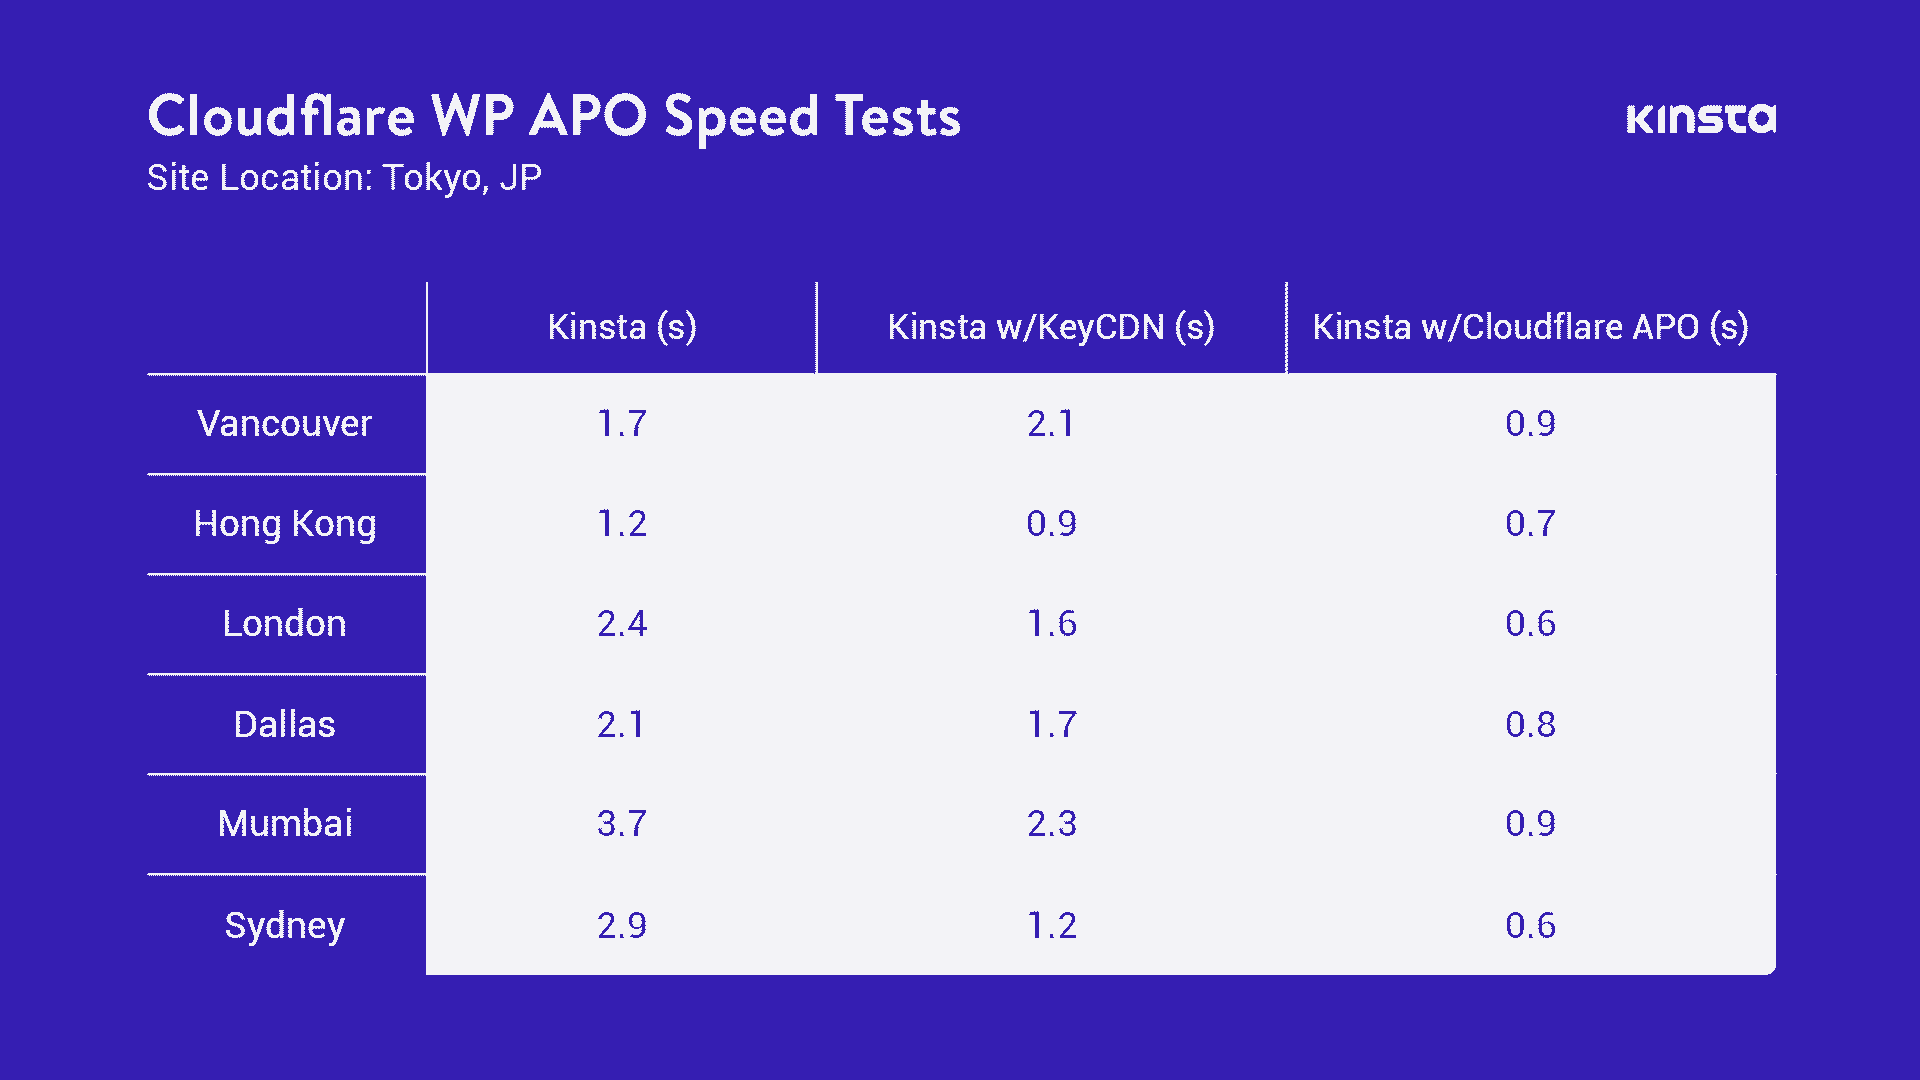 Cloudflare WP APO Speed Tests
KINSTA
Site Location: Tokyo, JP
Kinsta (s) Kinsta w/KeyCDN (s) Kinsta w/Cloudflare APO (s)
Vancouver 1.7 2.1 0.9
Hong Kong 1.2 0.9 0.7
London 2.4 1.6 0.6
Dallas 2.1 1.7 0.8
Mumbai 3.7 2.3 0.9
Sydney 2.9 1.2 0.6